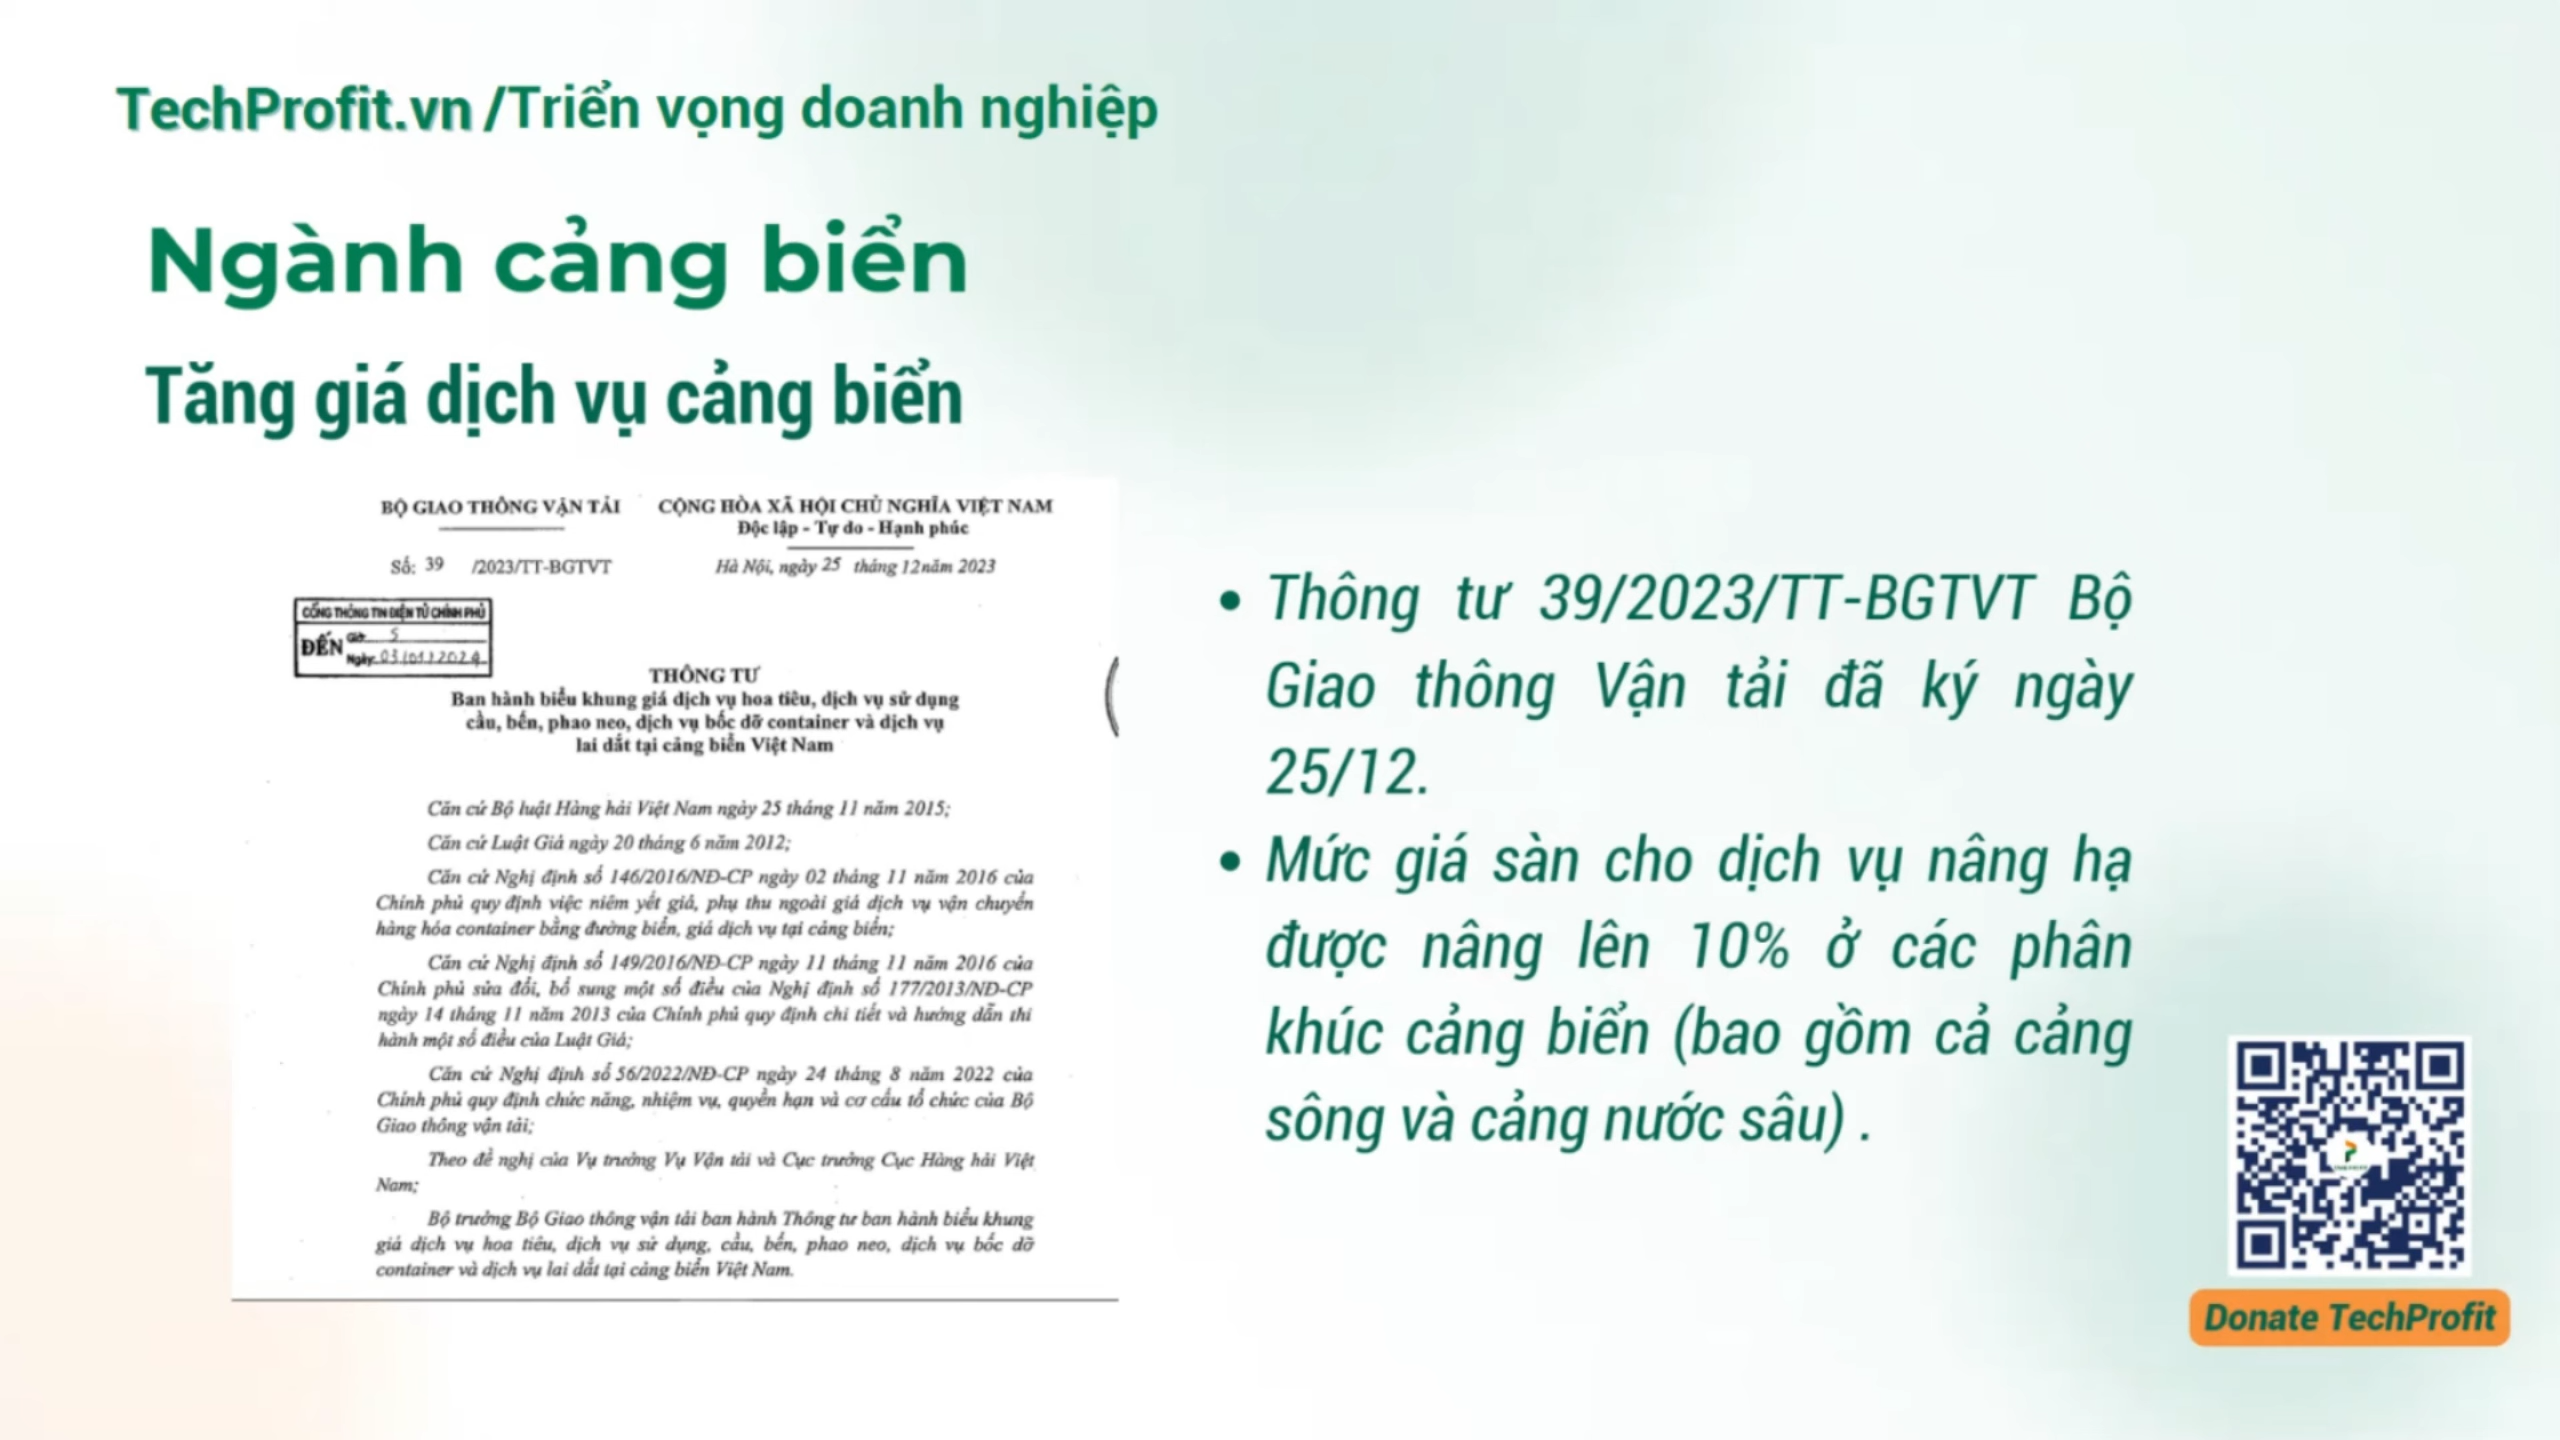 TechProfit.vn /Triển vọng doanh nghiệp
Ngành cảng biển
Tăng giá dịch vụ cảng biển
BỘ GIAO THÔNG VẬN TẢI
CỘNG HÒA XÃ HỘI CHỦ NGHĨA VIỆT NAM
Độc lập - Tự do - Hạnh phúc
Số: 39 /2023/TT-BGTVT
Hà Nội, ngày 25 tháng 12 năm 2023
CỔNG THÔNG TIN ĐIỆN TỬ CHÍNH PHỦ
ĐẾN Giờ: 5
Ngày: 03/01/2024
THÔNG TƯ
Ban hành biểu khung giá dịch vụ hoa tiêu, dịch vụ sử dụng
cầu, bến, phao neo, dịch vụ bốc dỡ container và dịch vụ
lai dắt tại cảng biển Việt Nam
Căn cứ Bộ luật Hàng hải Việt Nam ngày 25 tháng 11 năm 2015;
Căn cứ Luật Giá ngày 20 tháng 6 năm 2012;
Căn cứ Nghị định số 146/2016/NĐ-CP ngày 02 tháng 11 năm 2016 của
Chính phủ quy định việc niêm yết giá, phụ thu ngoài giá dịch vụ vận chuyển
hàng hóa container bằng đường biển, giá dịch vụ tại cảng biển;
Căn cứ Nghị định số 149/2016/NĐ-CP ngày 11 tháng 11 năm 2016 của
Chính phủ sửa đổi, bổ sung một số điều của Nghị định số 177/2013/NĐ-CP
ngày 14 tháng 11 năm 2013 của Chính phủ quy định chi tiết và hướng dẫn thi
hành một số điều của Luật Giá;
Căn cứ Nghị định số 56/2022/NĐ-CP ngày 24 tháng 8 năm 2022 của
Chính phủ quy định chức năng, nhiệm vụ, quyền hạn và cơ cấu tổ chức của Bộ
Giao thông vận tải;
Theo đề nghị của Vụ trưởng Vụ Vận tải và Cục trưởng Cục Hàng hải Việt
Nam;
Bộ trưởng Bộ Giao thông vận tải ban hành Thông tư ban hành biểu khung
giá dịch vụ hoa tiêu, dịch vụ sử dụng, cầu, bến, phao neo, dịch vụ bốc dỡ
container và dịch vụ lai dắt tại cảng biển Việt Nam.
• Thông tư 39/2023/TT-BGTVT Bộ
Giao thông Vận tải đã ký ngày
25/12.
• Mức giá sàn cho dịch vụ nâng hạ
được nâng lên 10% ở các phân
khúc cảng biển (bao gồm cả cảng
sông và cảng nước sâu) .
Donate TechProfit